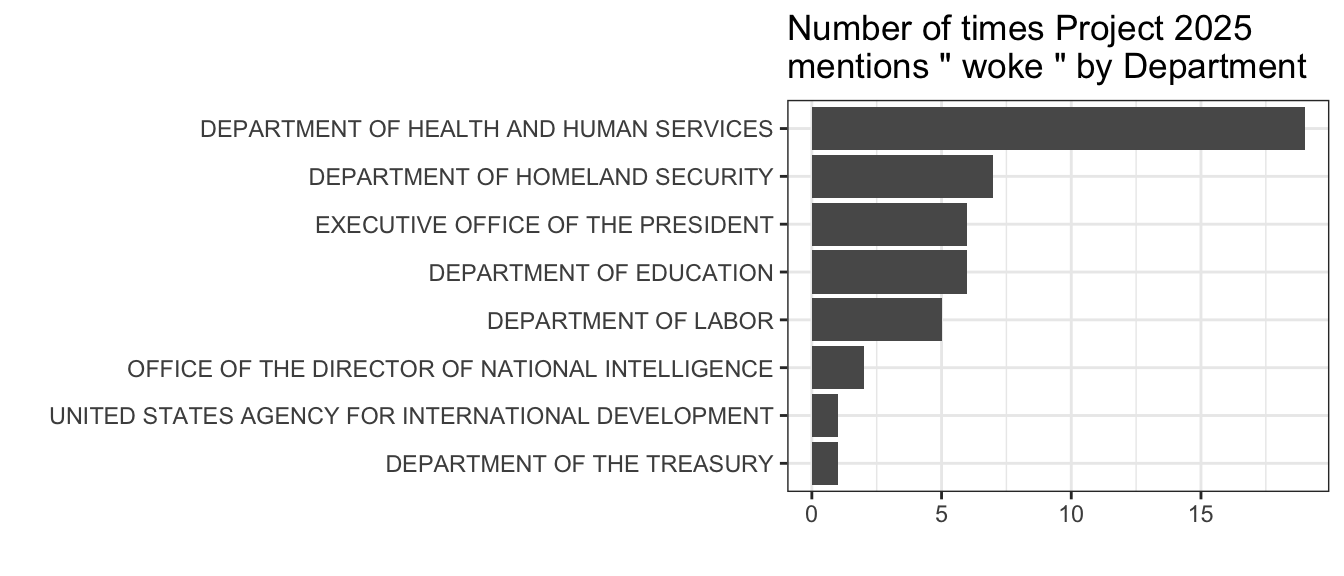 Number of times Project 2025
mentions " woke " by Department
DEPARTMENT OF HEALTH AND HUMAN SERVICES
DEPARTMENT OF HOMELAND SECURITY
EXECUTIVE OFFICE OF THE PRESIDENT
DEPARTMENT OF EDUCATION
DEPARTMENT OF LABOR
OFFICE OF THE DIRECTOR OF NATIONAL INTELLIGENCE
UNITED STATES AGENCY FOR INTERNATIONAL DEVELOPMENT
DEPARTMENT OF THE TREASURY
0 5 10 15